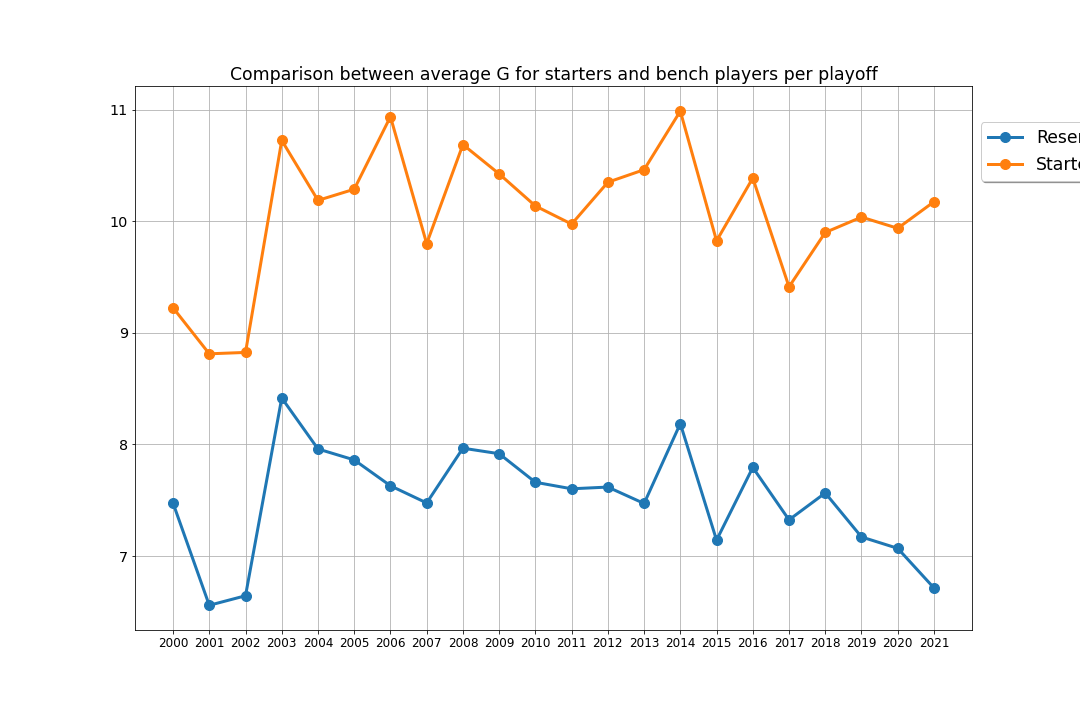 Comparison between average G for starters and bench players per playoff
11
10
9
8
7
2000 2001 2002 2003 2004 2005 2006 2007 2008 2009 2010 2011 2012 2013 2014 2015 2016 2017 2018 2019 2020 2021
Reser
Starte